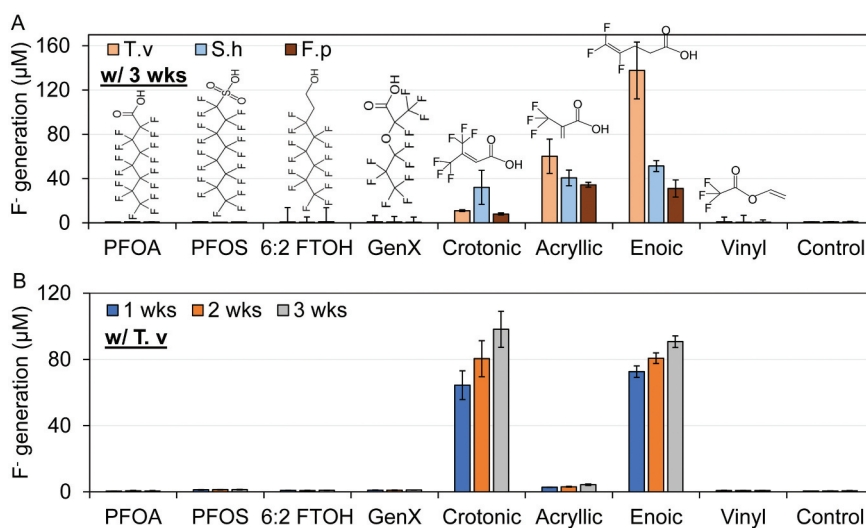 A
F⁻ generation (µM)
160
120
80
40
0
T.v S.h F.p
w/ 3 wks
PFOA PFOS 6:2 FTOH GenX Crotonic Acryllic Enoic Vinyl Control
B
F⁻ generation (µM)
120
80
40
0
1 wks 2 wks 3 wks
w/ T. v
PFOA PFOS 6:2 FTOH GenX Crotonic Acryllic Enoic Vinyl Control